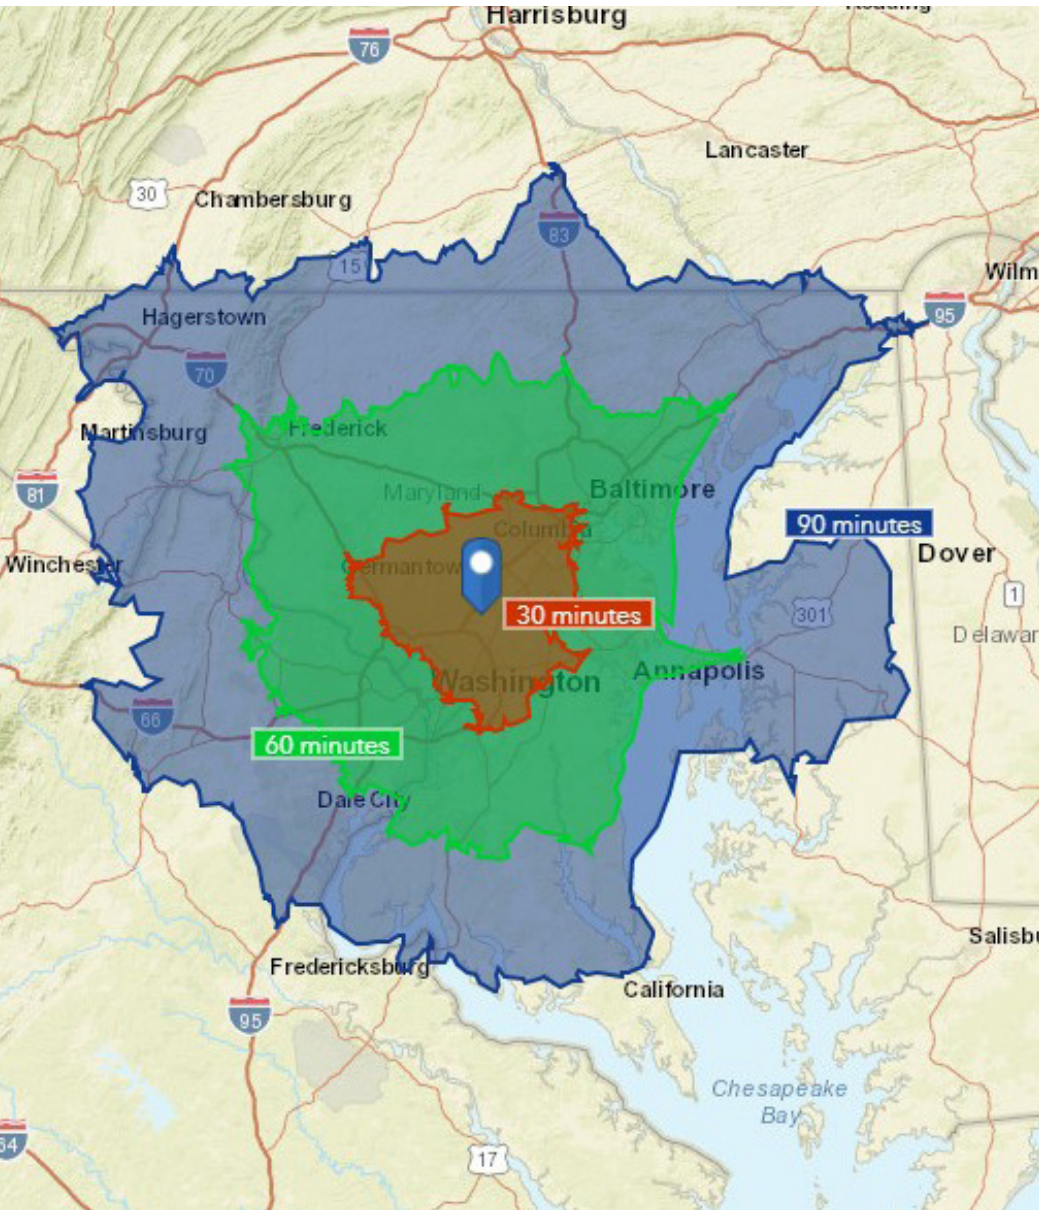 Harrisburg
76
Lancaster
30
Chambersburg
83
15
Wilm
Hagerstown
95
70
Martinsburg
Frederick
Maryland
Baltimore
81
Columbia
90 minutes
Winchester
Germantow
Dover
30 minutes
301
1
Delawar
Washington
Annapolis
66
60 minutes
Dale City
Salisbu
Fredericksburg
California
95
Chesapeake
Bay
64
17